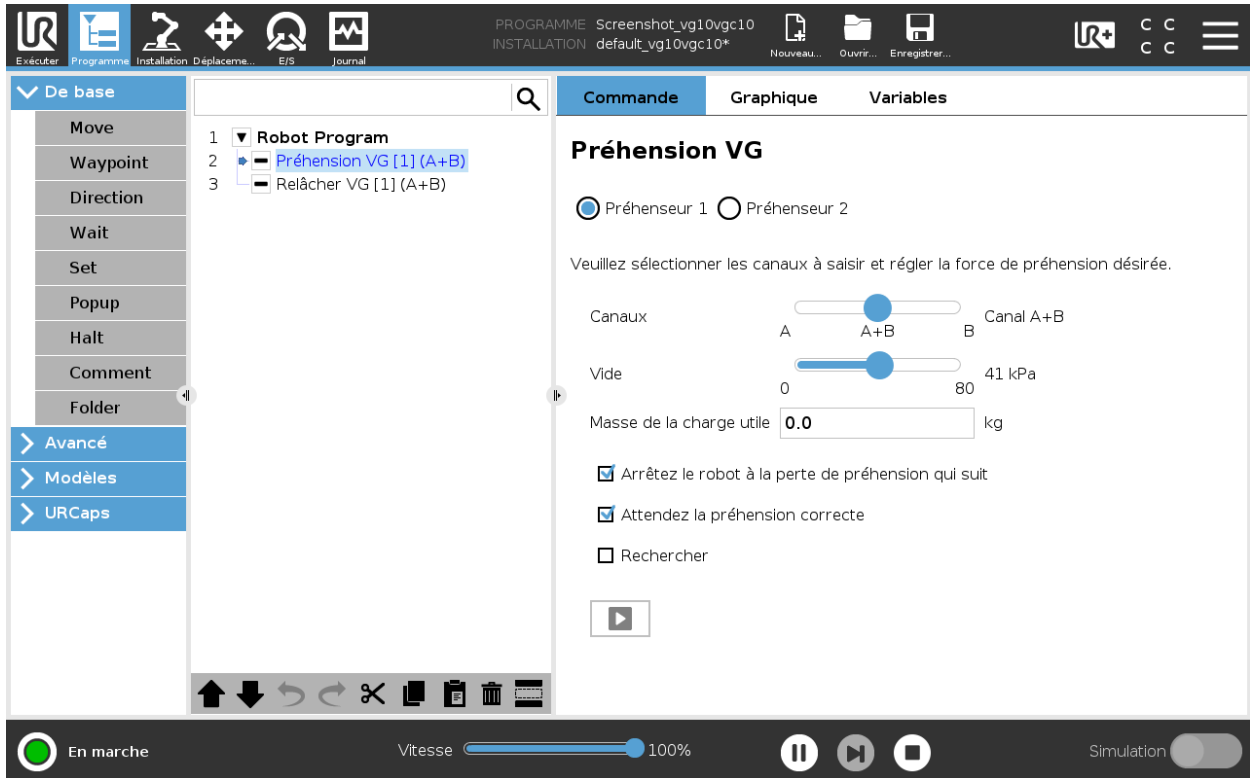 PROGRAMME Screenshot_vg10vgc10
INSTALLATION default_vg10vgc10*
UR
Exécuter Programme Installation Déplaceme... E/S Journal
Nouveau... Ouvrir... Enregistrer...
UR+
C C
C C
De base
Move
Waypoint
Direction
Wait
Set
Popup
Halt
Comment
Folder
Avancé
Modèles
URCaps
1 Robot Program
2 Préhension VG [1] (A+B)
3 Relâcher VG [1] (A+B)
Commande Graphique Variables
Préhension VG
Préhenseur 1 Préhenseur 2
Veuillez sélectionner les canaux à saisir et régler la force de préhension désirée.
Canaux A A+B B Canal A+B
Vide 0 80 41 kPa
Masse de la charge utile 0.0 kg
Arrêtez le robot à la perte de préhension qui suit
Attendez la préhension correcte
Rechercher
En marche Vitesse 100% Simulation